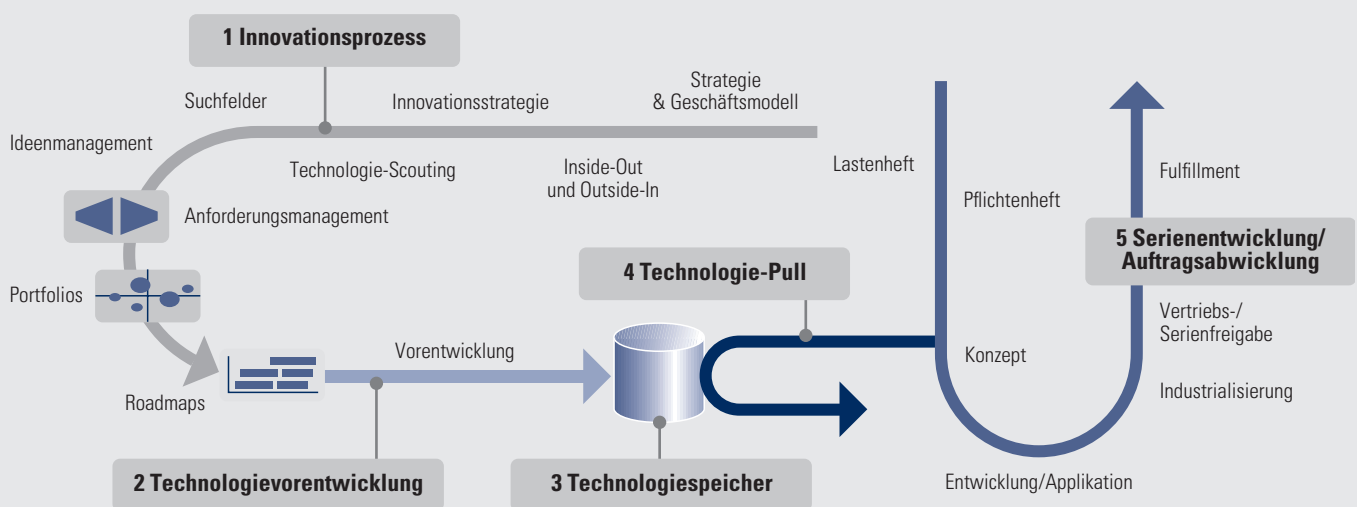 1 Innovationsprozess
Suchfelder
Innovationsstrategie
Strategie
& Geschäftsmodell
Ideenmanagement
Technologie-Scouting
Inside-Out
und Outside-In
Anforderungsmanagement
Portfolios
Roadmaps
Vorentwicklung
2 Technologievorentwicklung
3 Technologiespeicher
4 Technologie-Pull
Lastenheft
Pflichtenheft
Konzept
Entwicklung/Applikation
Fulfillment
5 Serienentwicklung/
Auftragsabwicklung
Vertriebs-/
Serienfreigabe
Industrialisierung